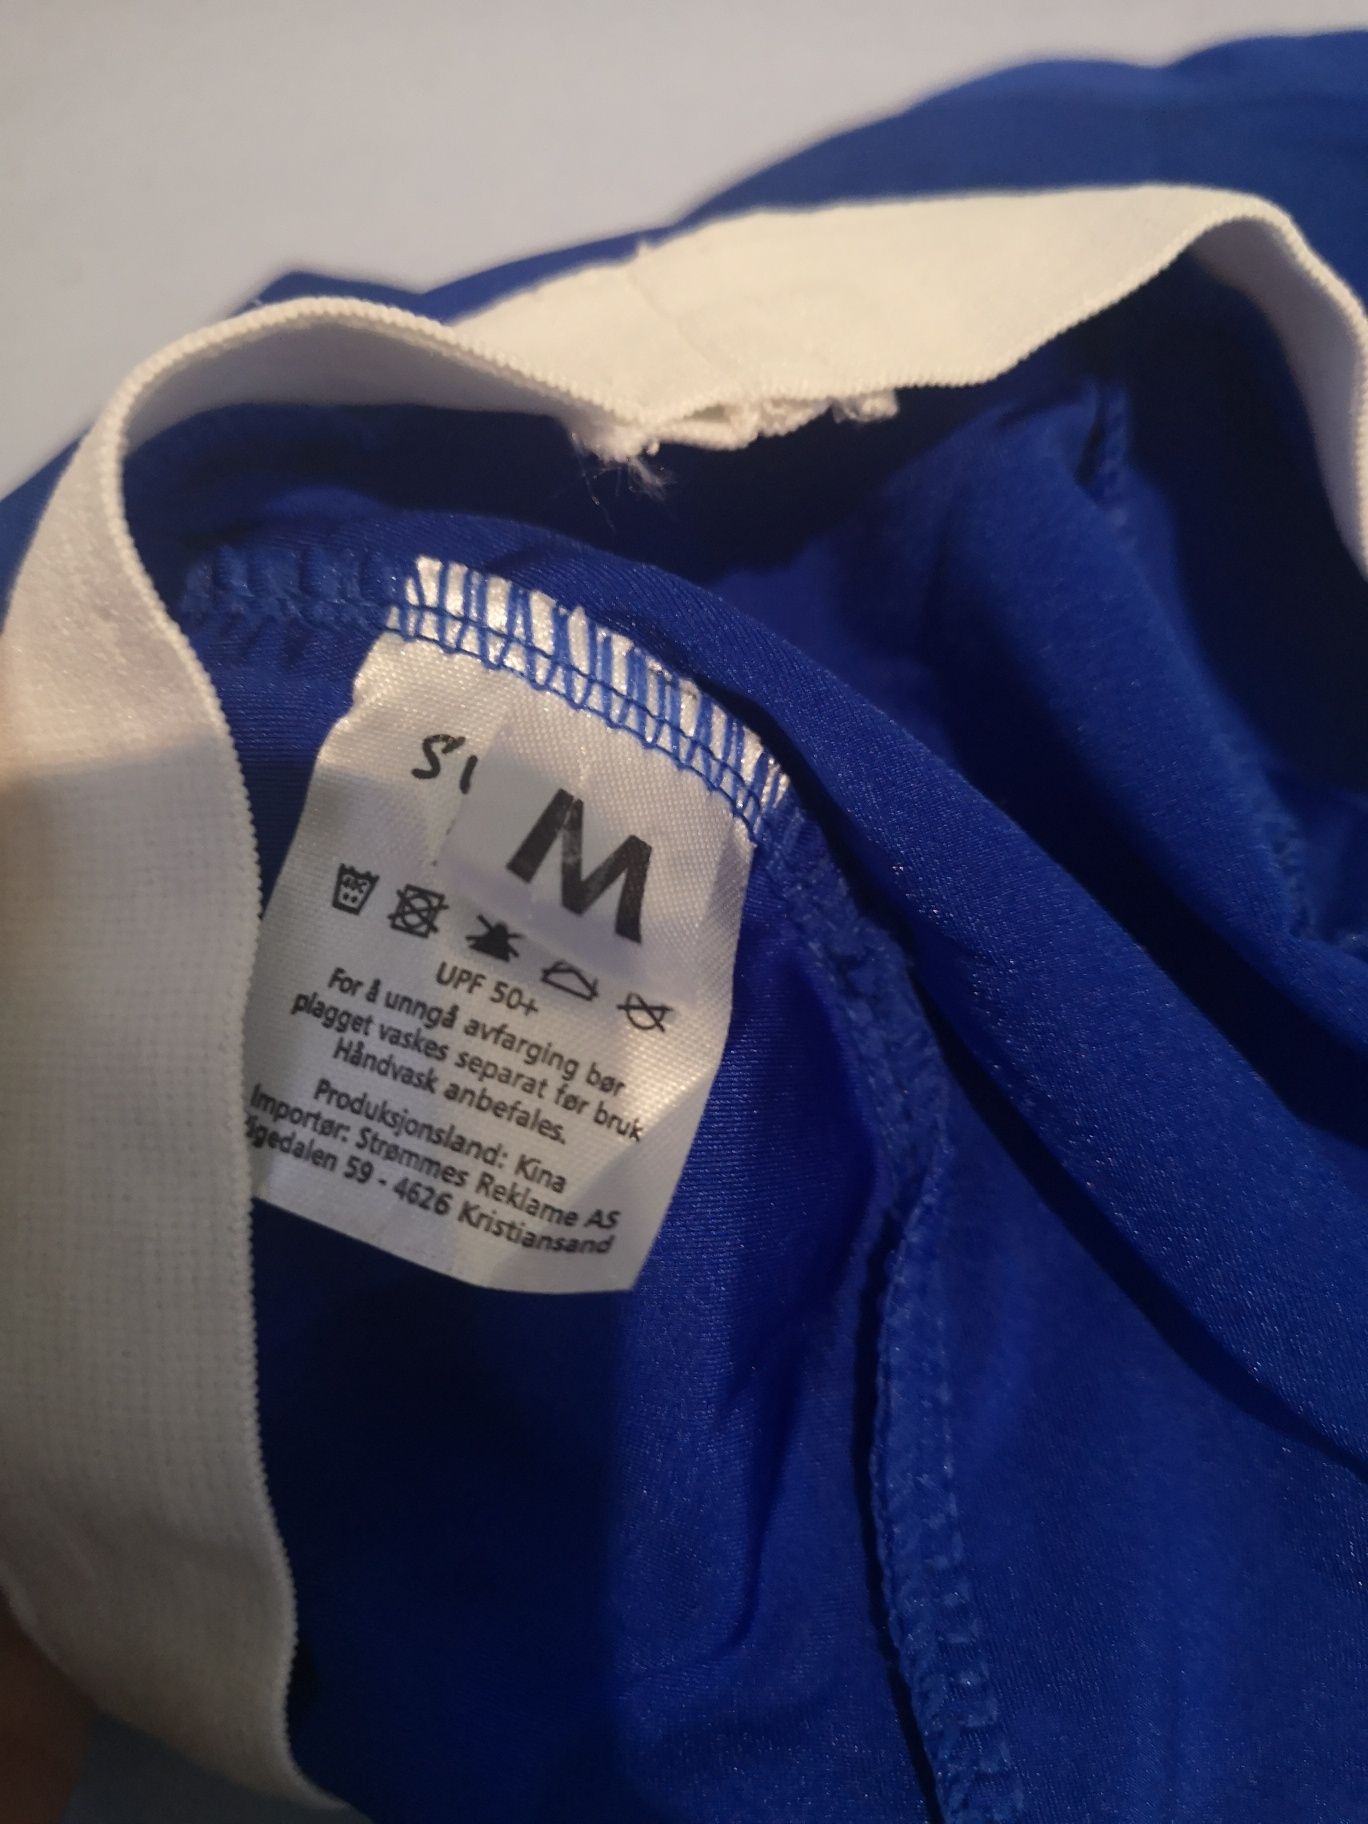 M
UPF 50+
For å unngå avfarging bør
plagget vaskes separat før bruk
Håndvask anbefales.
Produksjonsland: Kina
Importør: Strømmes Reklame AS
59 - 4626 Kristiansand